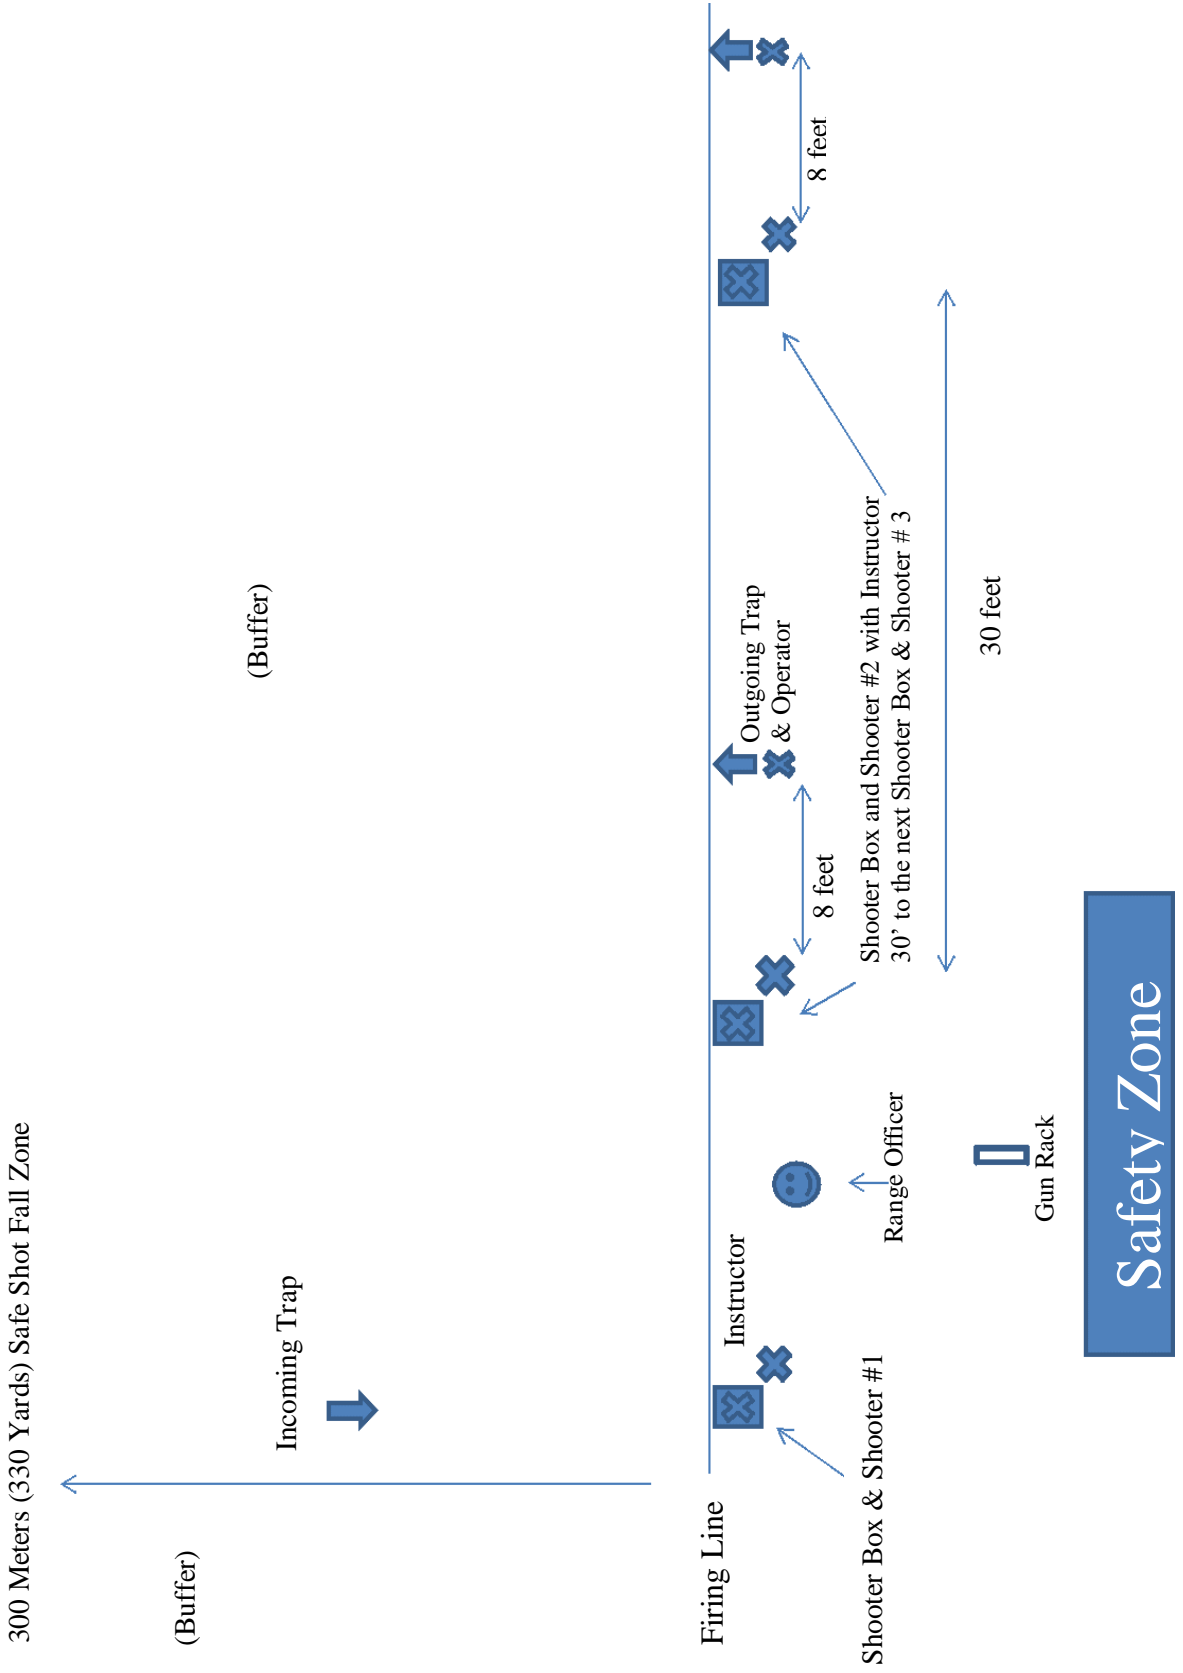 300 Meters (330 Yards) Safe Shot Fall Zone
(Buffer)
(Buffer)
Incoming Trap
Firing Line
Instructor
Outgoing Trap
& Operator
8 feet
8 feet
Shooter Box & Shooter #1
Range Officer
Shooter Box and Shooter #2 with Instructor
30’ to the next Shooter Box & Shooter # 3
30 feet
Gun Rack
Safety Zone